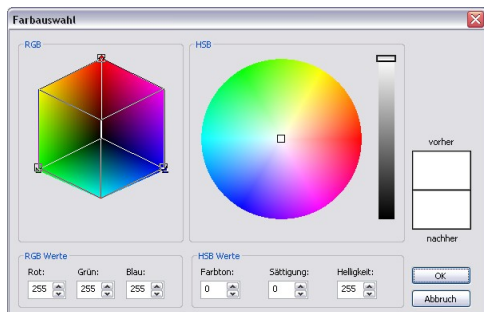 Farbauswahl
RGB
HSB
vorher
nachher
RGB Werte
Rot: Grün: Blau:
255 255 255
HSB Werte
Farbton: Sättigung: Helligkeit:
0 0 255
OK
Abbruch